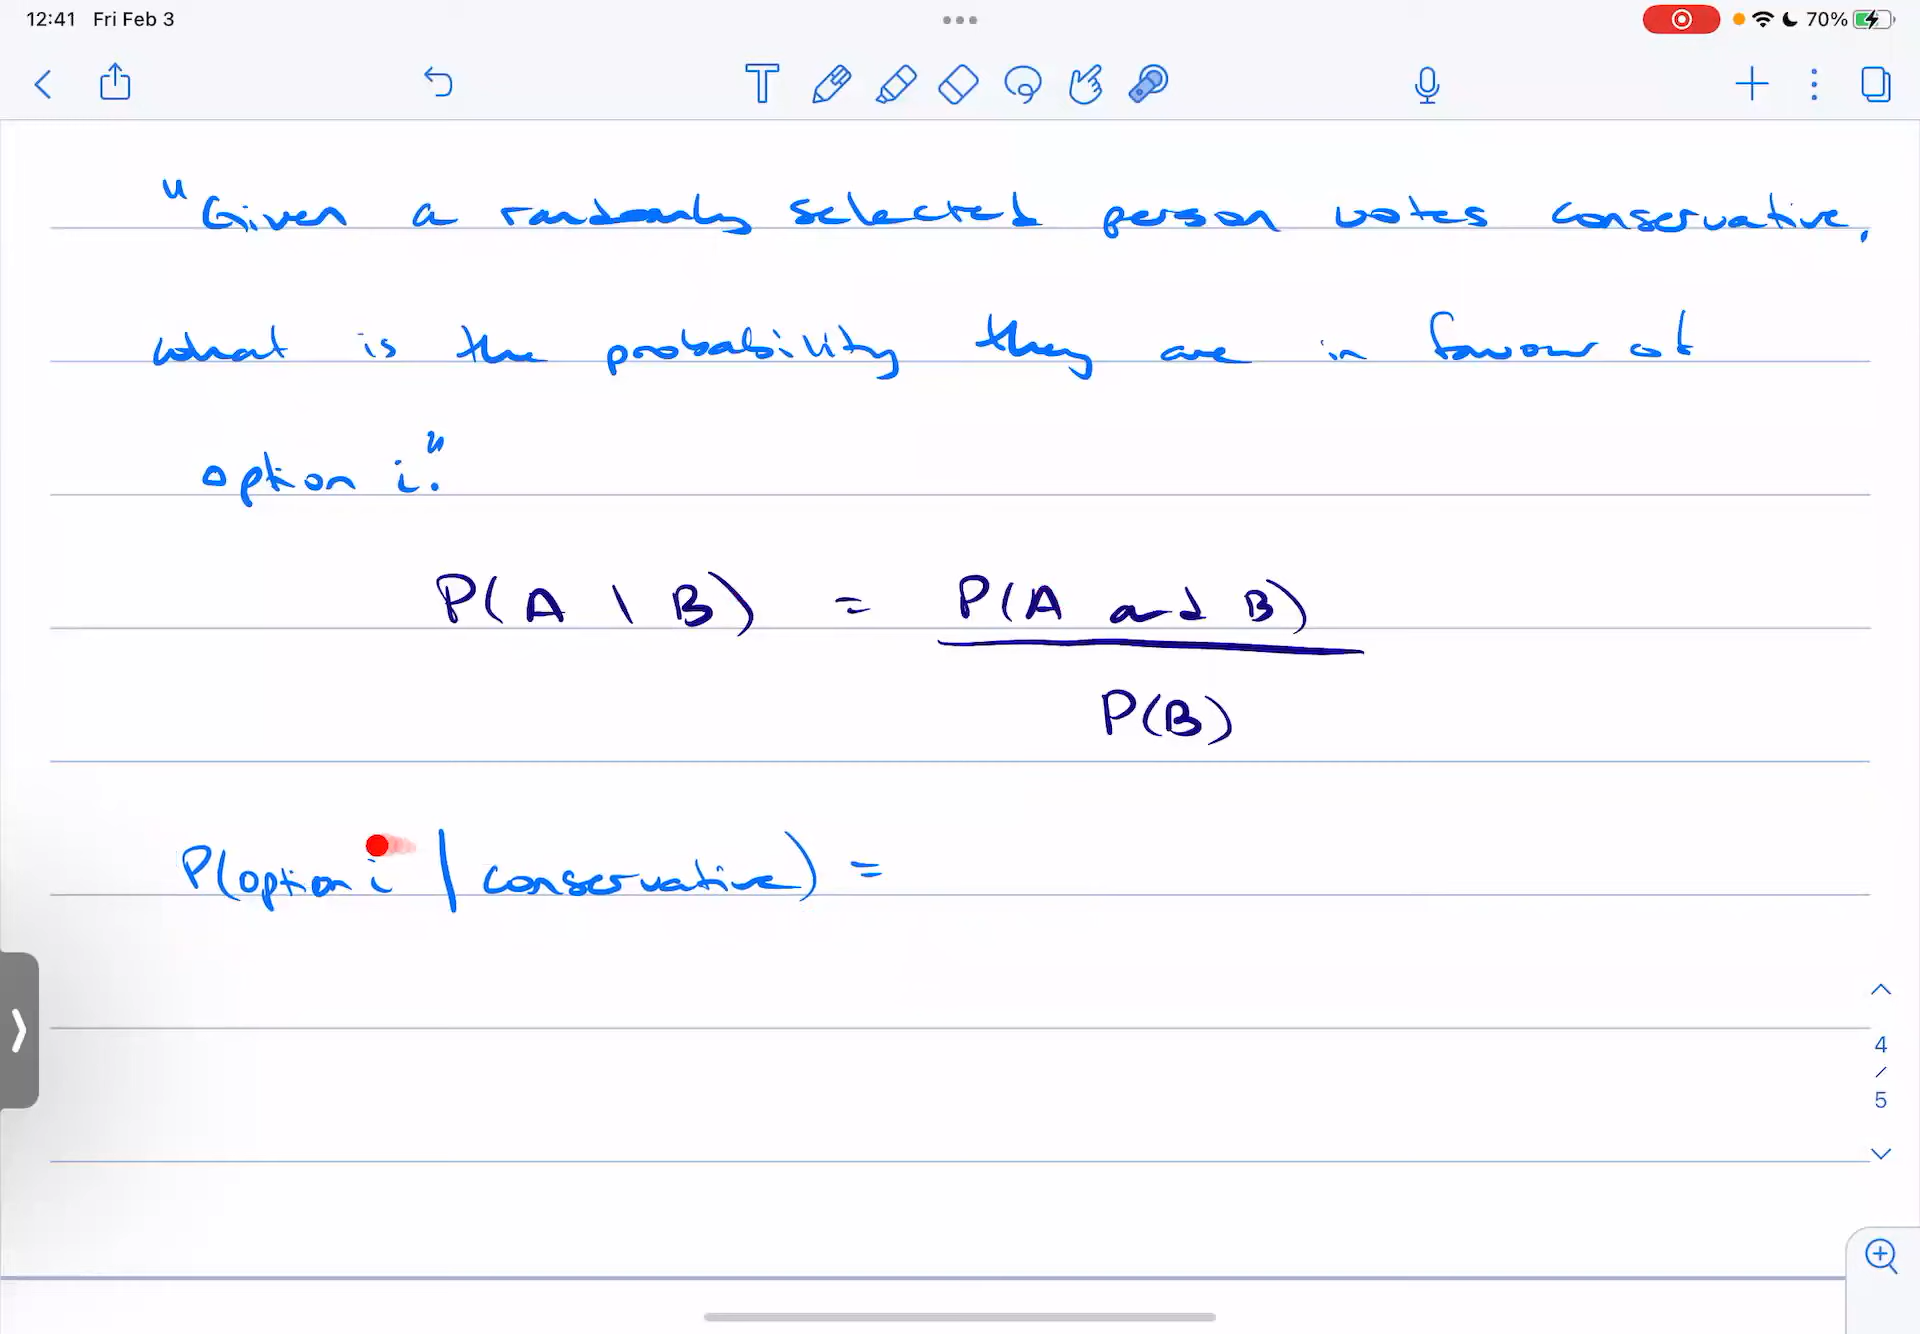 12:41 Fri Feb 3
70%
"Given a randomly selected person votes conservative,
what is the probability they are in favour of
option i."
P(A | B) = P(A and B)
P(B)
P(option i | conservative) =
4
/
5